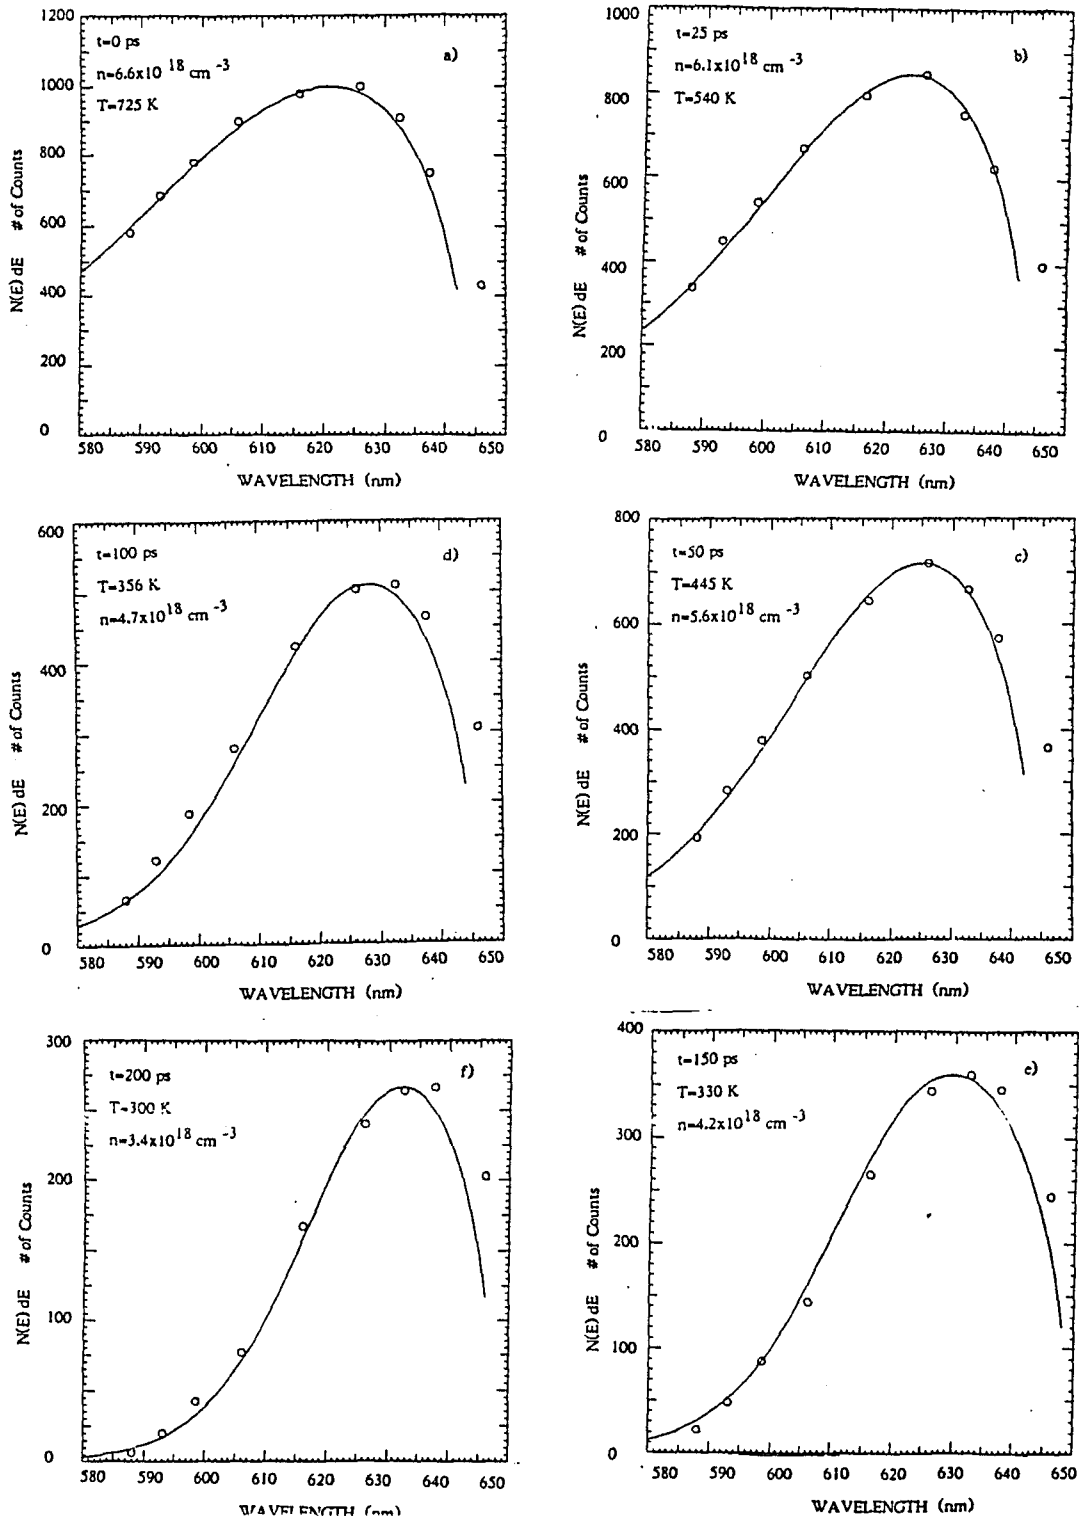 1200
1000
800
600
400
200
0
t=0 ps
n=6.6x10 18 cm -3
T=725 K
a)
N(E) dE # of Counts
580 590 600 610 620 630 640 650
WAVELENGTH (nm)
1000
800
600
400
200
0
t=25 ps
n=6.1x10 18 cm -3
T=540 K
b)
N(E) dE # of Counts
580 590 600 610 620 630 640 650
WAVELENGTH (nm)
600
400
200
0
t=100 ps
T=356 K
n=4.7x10 18 cm -3
d)
N(E) dE # of Counts
580 590 600 610 620 630 640 650
WAVELENGTH (nm)
800
600
400
200
0
t=50 ps
T=445 K
n=5.6x10 18 cm -3
c)
N(E) dE # of Counts
580 590 600 610 620 630 640 650
WAVELENGTH (nm)
300
200
100
0
t=200 ps
T=300 K
n=3.4x10 18 cm -3
f)
N(E) dE # of Counts
580 590 600 610 620 630 640 650
WAVELENGTH (nm)
400
300
200
100
0
t=150 ps
T=330 K
n=4.2x10 18 cm -3
e)
N(E) dE # of Counts
580 590 600 610 620 630 640 650
WAVELENGTH (nm)